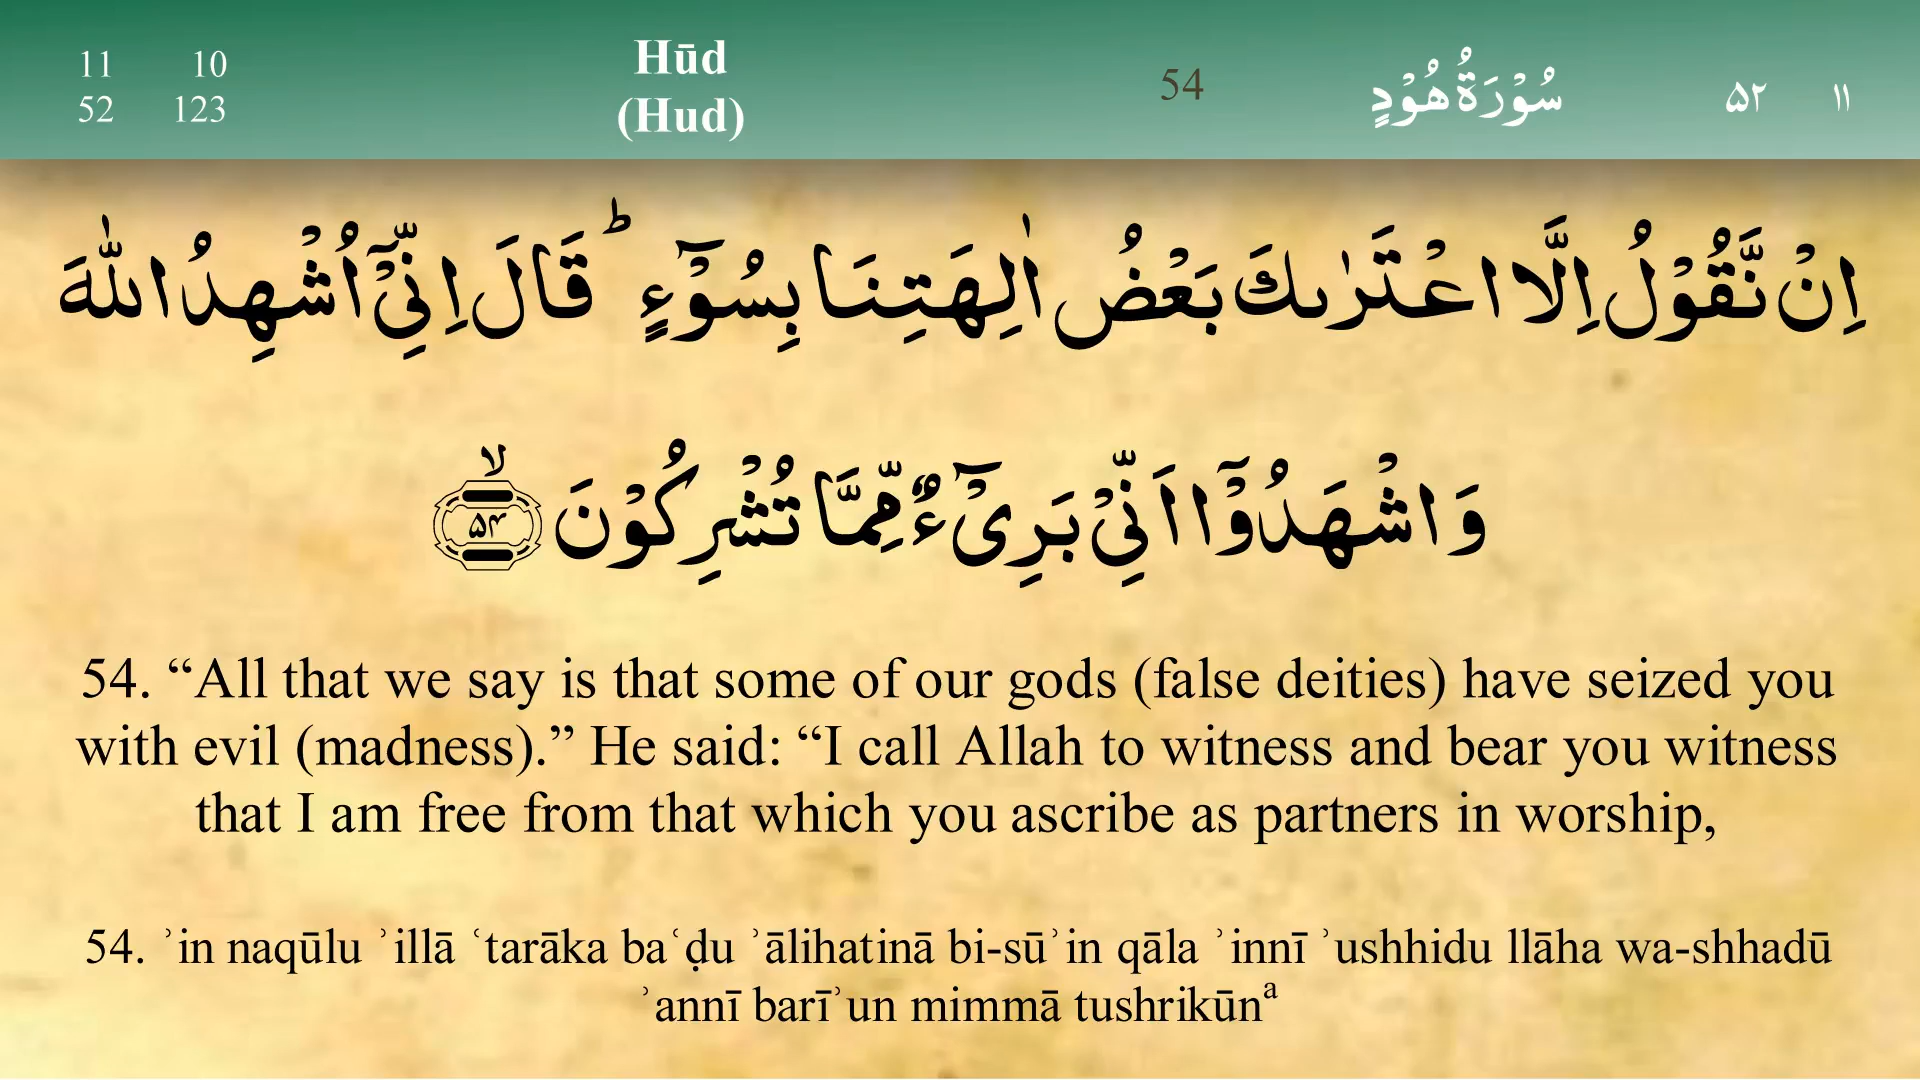 11 10
52 123
Hūd
(Hud)
54
سُوْرَةُ هُوْدٍ
۵۲ ۱۱
اِنْ نَّقُوْلُ اِلَّا اعْتَرٰىكَ بَعْضُ اٰلِهَتِنَا بِسُوْٓءٍ ؕ قَالَ اِنِّیْۤ اُشْهِدُ اللّٰهَ
وَ اشْهَدُوْۤا اَنِّیْ بَرِیْٓءٌ مِّمَّا تُشْرِكُوْنَ ۙ ۵۴
54. “All that we say is that some of our gods (false deities) have seized you
with evil (madness).” He said: “I call Allah to witness and bear you witness
that I am free from that which you ascribe as partners in worship,
54. ʾin naqūlu ʾillā ʿtarāka baʿḍu ʾālihatinā bi-sūʾin qāla ʾinnī ʾushhidu llāha wa-shhadū
ʾannī barīʾun mimmā tushrikūnᵃ